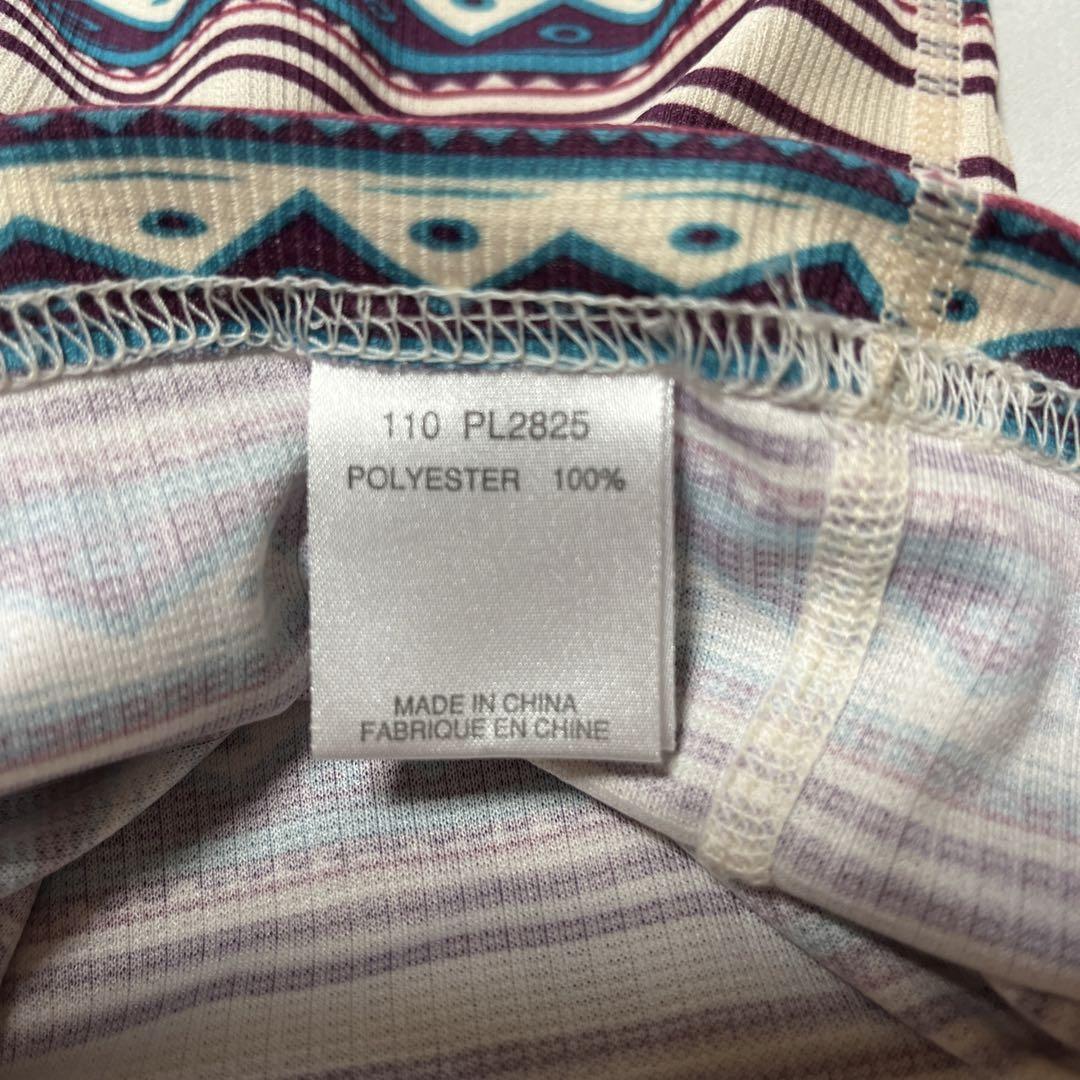 110 PL2825
POLYESTER 100%
MADE IN CHINA
FABRIQUE EN CHINE